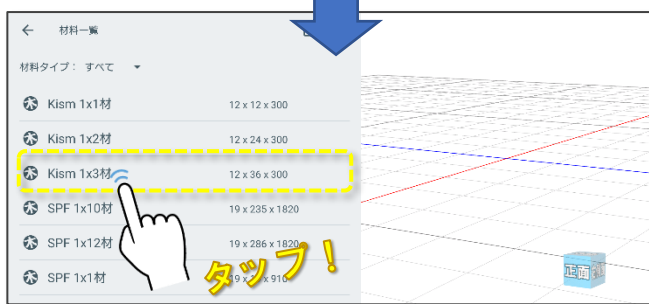 材料一覧
材料タイプ： すべて
Kism 1x1材 12 x 12 x 300
Kism 1x2材 12 x 24 x 300
Kism 1x3材 12 x 36 x 300
SPF 1x10材 19 x 235 x 1820
SPF 1x12材 19 x 286 x 1820
SPF 1x1材 x 910
タップ！
正面